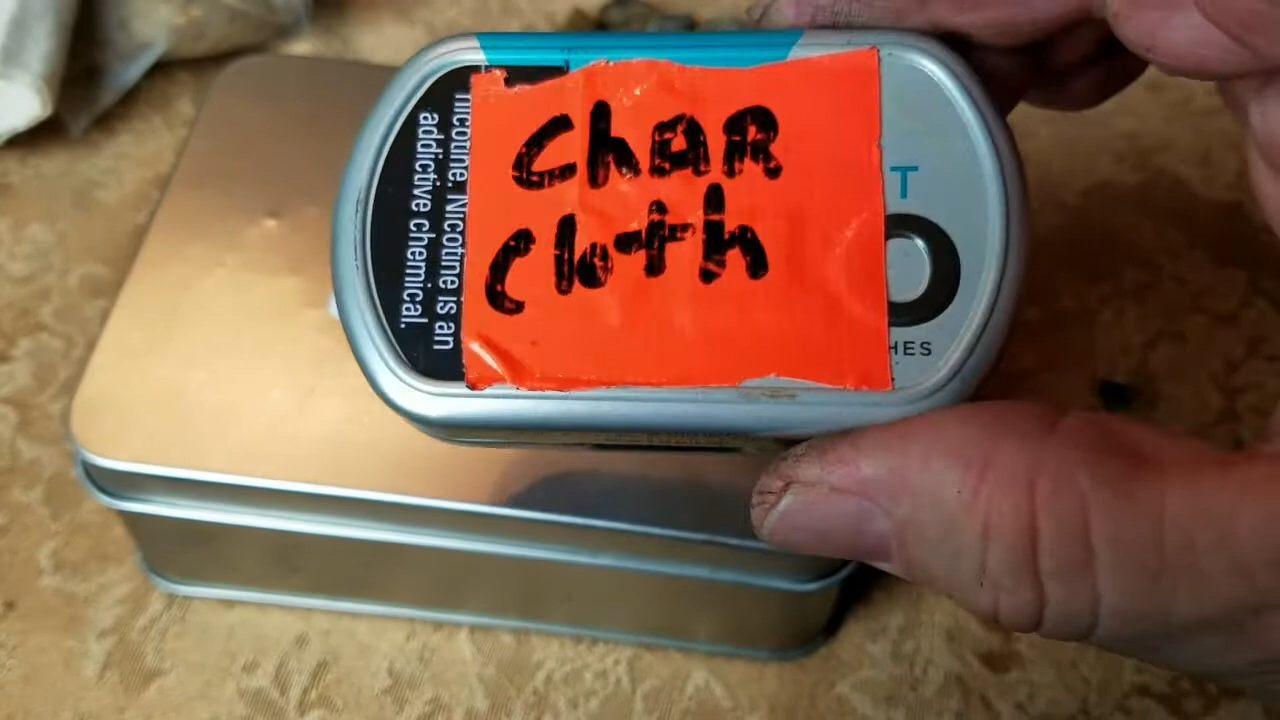 ChaR
Cloth
nicotine. Nicotine is an
addictive chemical.
T
O
HES